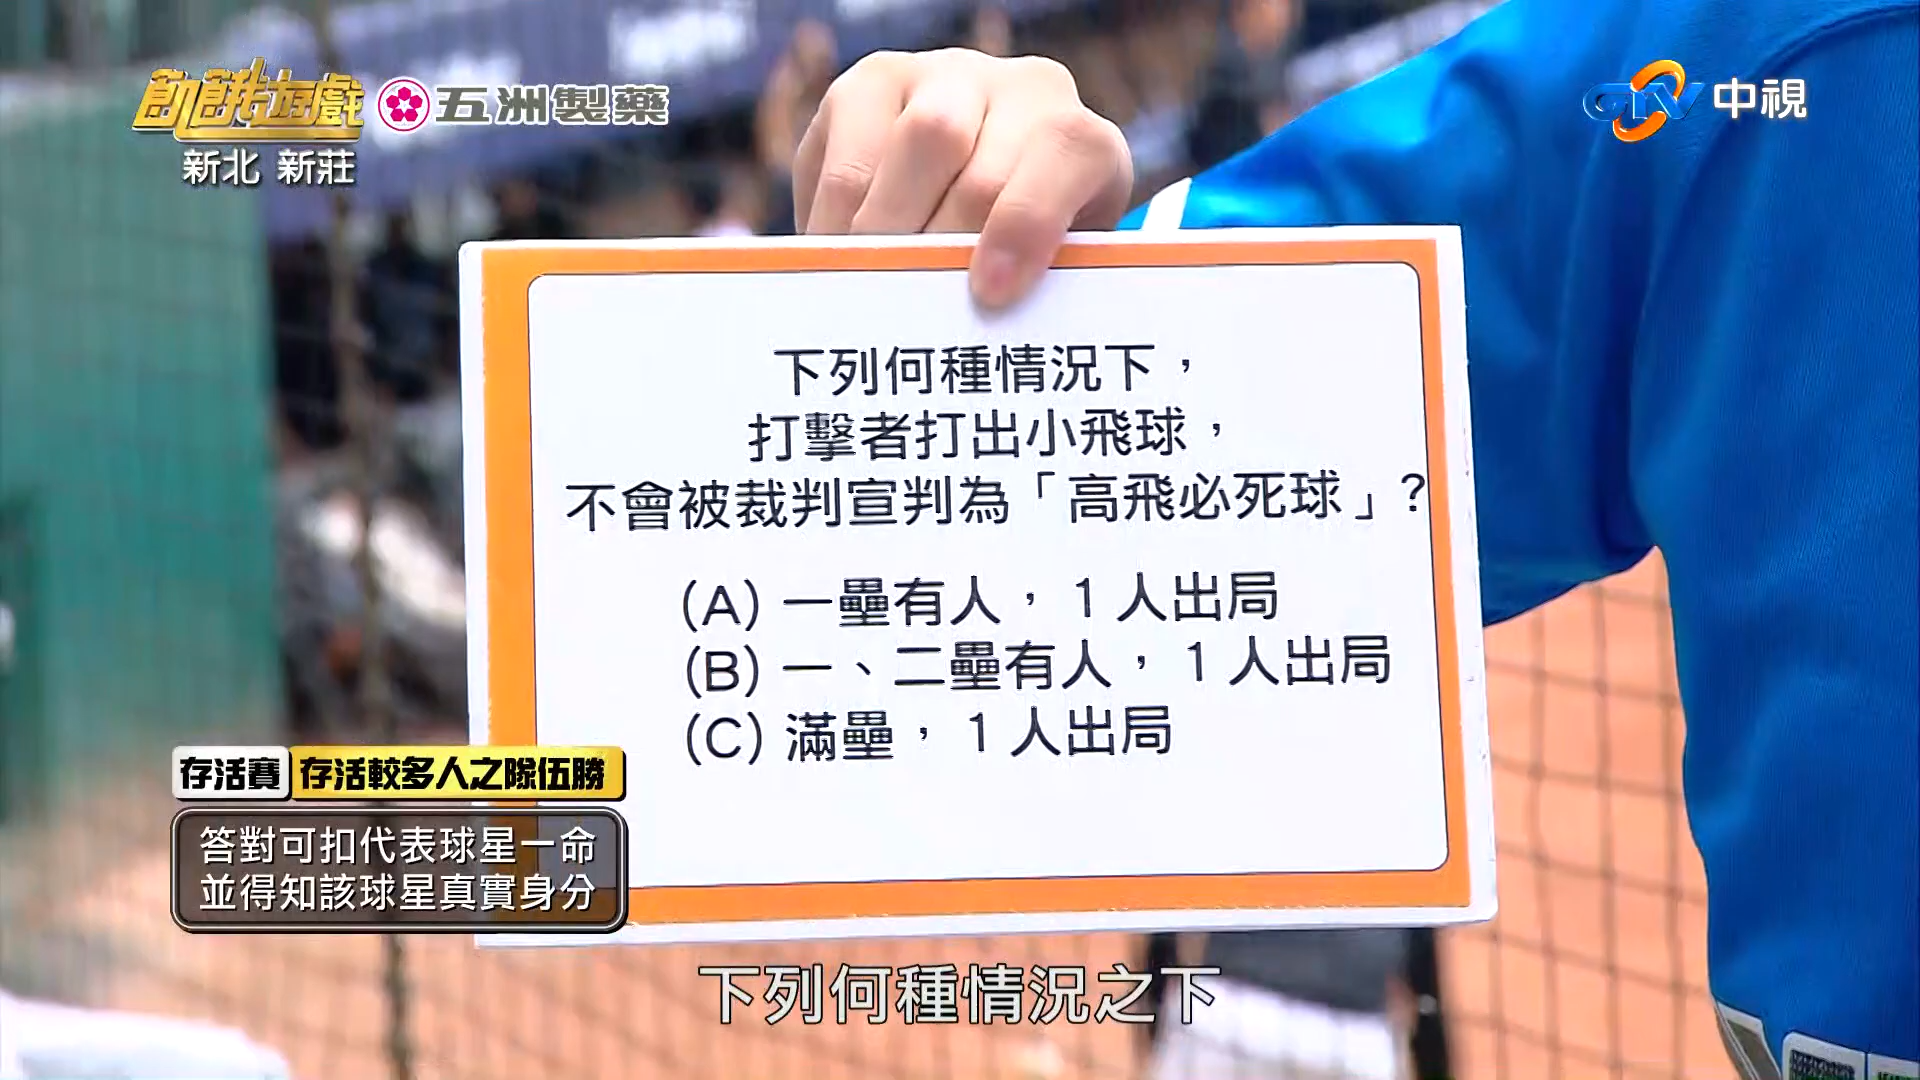 飢餓遊戲
五洲製藥
新北 新莊
CTV 中視
下列何種情況下，
打擊者打出小飛球，
不會被裁判宣判為「高飛必死球」？
(A) 一壘有人，1人出局
(B) 一、二壘有人，1人出局
(C) 滿壘，1人出局
存活賽 存活較多人之隊伍勝
答對可扣代表球星一命
並得知該球星真實身分
下列何種情況之下